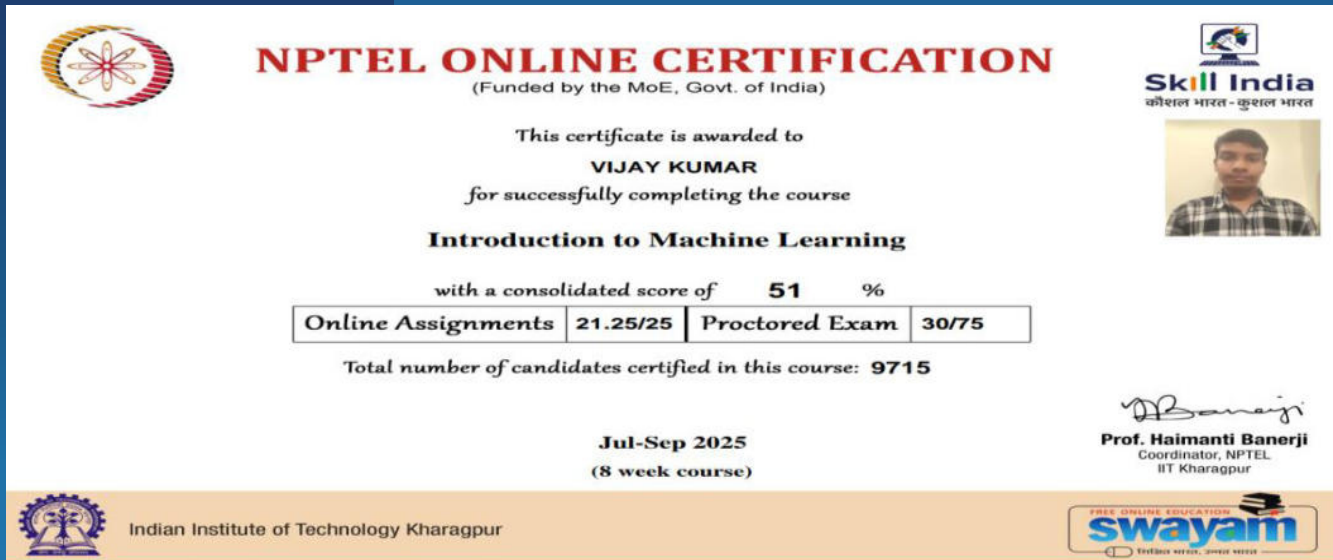 NPTEL ONLINE CERTIFICATION
(Funded by the MoE, Govt. of India)
Skill India
कौशल भारत - कुशल भारत
This certificate is awarded to
VIJAY KUMAR
for successfully completing the course
Introduction to Machine Learning
with a consolidated score of 51 %
Online Assignments 21.25/25 Proctored Exam 30/75
Total number of candidates certified in this course: 9715
Jul-Sep 2025
(8 week course)
Prof. Haimanti Banerji
Coordinator, NPTEL
IIT Kharagpur
Indian Institute of Technology Kharagpur
FREE ONLINE EDUCATION
swayam
शिक्षित भारत, उन्नत भारत